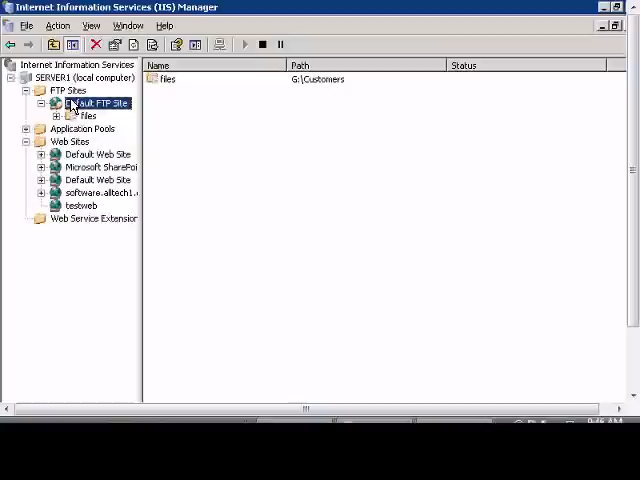 Internet Information Services (IIS) Manager
File Action View Window Help
Internet Information Services
Name Path Status
SERVER1 (local computer)
files G:\Customers
FTP Sites
Default FTP Site
files
Application Pools
Web Sites
Default Web Site
Microsoft SharePoi
Default Web Site
software.alltech1.
testweb
Web Service Extension